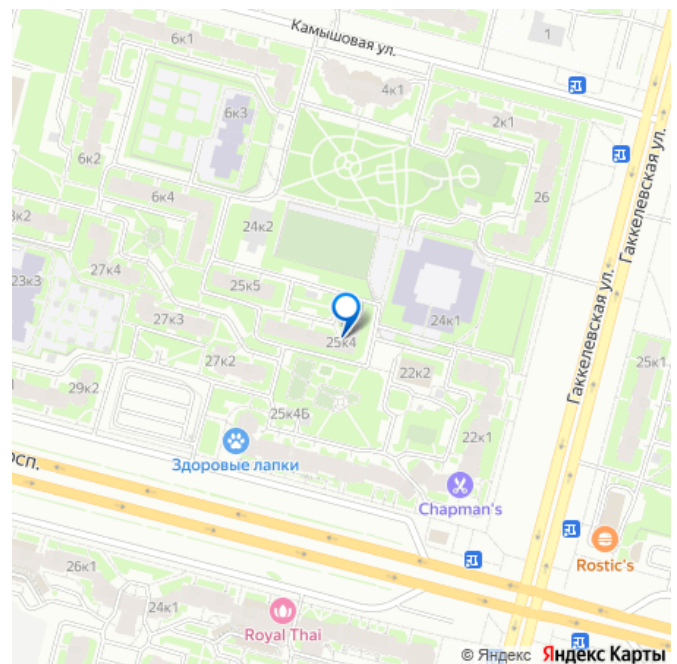 Камышовая ул.
6к1
1
4к1
6к3
2к1
6к2
Гаккелевская ул.
6к4
26
24к2
3к2
27к4
23к3
25к5
Гаккелевская ул.
27к3
24к1
25к4
27к2
22к2
25к1
29к2
25к4Б
22к1
осп.
Здоровые лапки
Chapman's
Rostic's
26к1
24к1
Royal Thai
© Яндекс Яндекс Карты